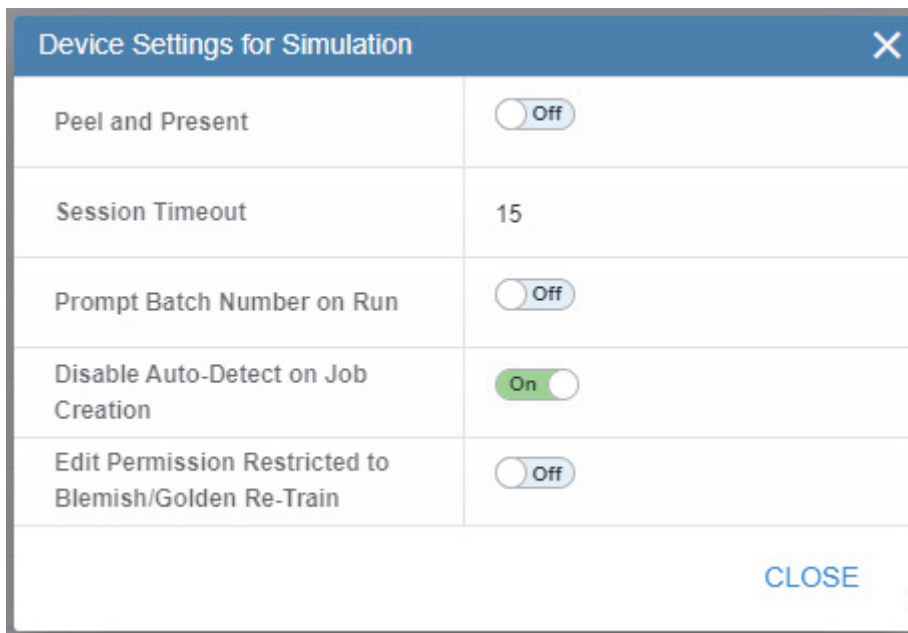 Device Settings for Simulation
Peel and Present
Off
Session Timeout
15
Prompt Batch Number on Run
Off
Disable Auto-Detect on Job
Creation
On
Edit Permission Restricted to
Blemish/Golden Re-Train
Off
CLOSE